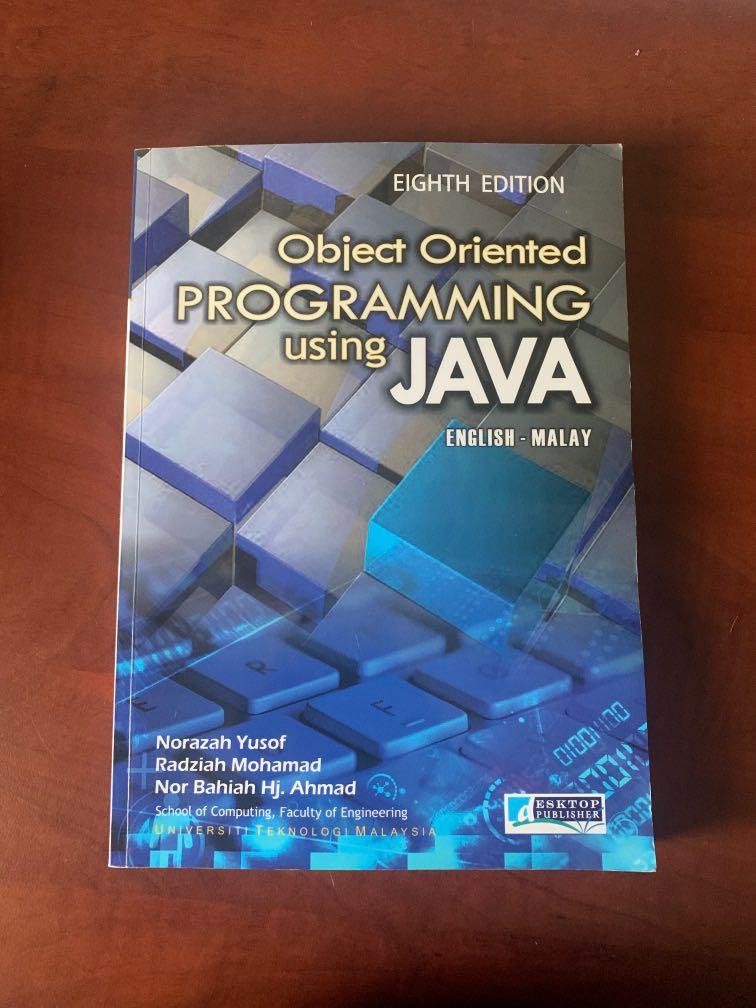 EIGHTH EDITION
Object Oriented
PROGRAMMING
using JAVA
ENGLISH - MALAY
Norazah Yusof
Radziah Mohamad
Nor Bahiah Hj. Ahmad
School of Computing, Faculty of Engineering
UNIVERSITI TEKNOLOGI MALAYSIA
dESKTOP
PUBLISHER